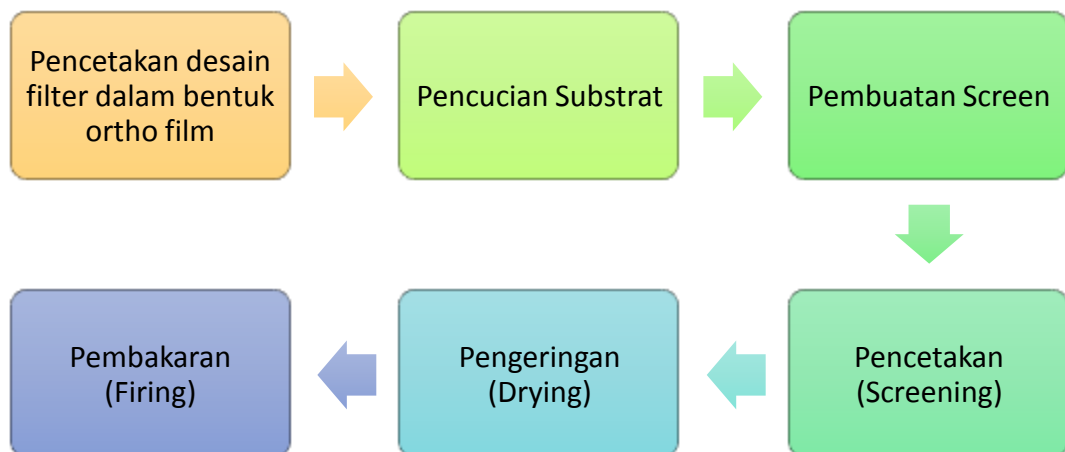 Pencetakan desain
filter dalam bentuk
ortho film
Pencucian Substrat
Pembuatan Screen
Pencetakan
(Screening)
Pengeringan
(Drying)
Pembakaran
(Firing)